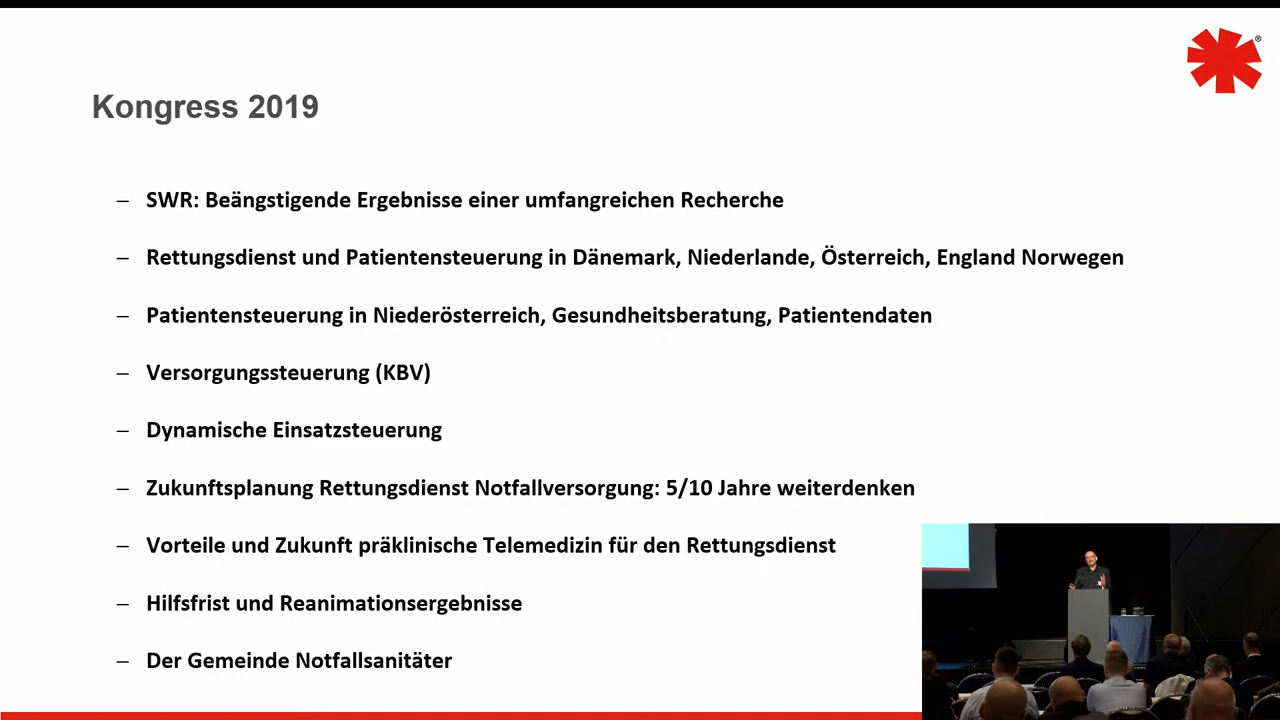 Kongress 2019
– SWR: Beängstigende Ergebnisse einer umfangreichen Recherche
– Rettungsdienst und Patientensteuerung in Dänemark, Niederlande, Österreich, England Norwegen
– Patientensteuerung in Niederösterreich, Gesundheitsberatung, Patientendaten
– Versorgungssteuerung (KBV)
– Dynamische Einsatzsteuerung
– Zukunftsplanung Rettungsdienst Notfallversorgung: 5/10 Jahre weiterdenken
– Vorteile und Zukunft präklinische Telemedizin für den Rettungsdienst
– Hilfsfrist und Reanimationsergebnisse
– Der Gemeinde Notfallsanitäter